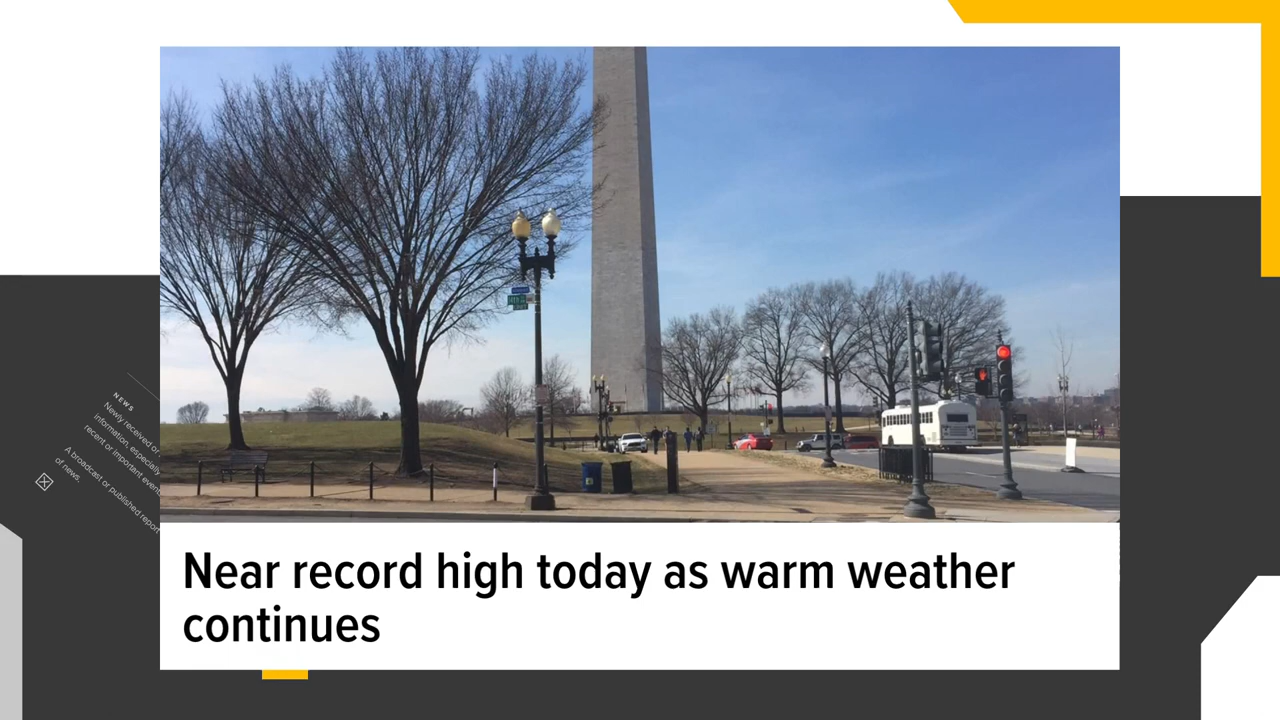 NEWS
Newly received or
information, especially
recent or important event
A broadcast or published report
of news.
Near record high today as warm weather
continues